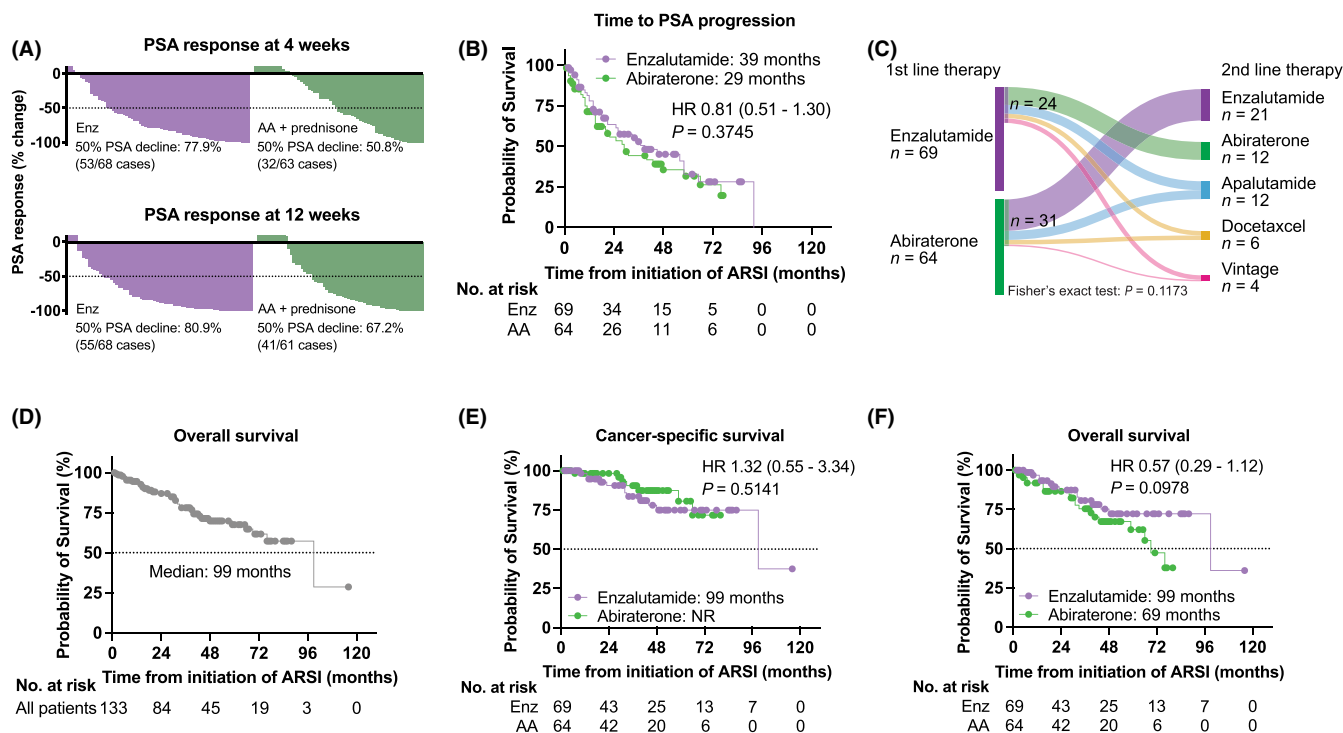 (A)
PSA response at 4 weeks
0
-50
-100
Enz
50% PSA decline: 77.9%
(53/68 cases)
AA + prednisone
50% PSA decline: 50.8%
(32/63 cases)
PSA response (% change)
PSA response at 12 weeks
0
-50
-100
Enz
50% PSA decline: 80.9%
(55/68 cases)
AA + prednisone
50% PSA decline: 67.2%
(41/61 cases)
(B)
Time to PSA progression
Enzalutamide: 39 months
Abiraterone: 29 months
HR 0.81 (0.51 - 1.30)
P = 0.3745
Probability of Survival
100
75
50
25
0
0 24 48 72 96 120
Time from initiation of ARSI (months)
No. at risk
Enz 69 34 15 5 0 0
AA 64 26 11 6 0 0
(C)
1st line therapy
2nd line therapy
Enzalutamide
n = 69
Abiraterone
n = 64
n = 24
n = 31
Enzalutamide
n = 21
Abiraterone
n = 12
Apalutamide
n = 12
Docetaxcel
n = 6
Vintage
n = 4
Fisher's exact test: P = 0.1173
(D)
Overall survival
Probability of Survival (%)
100
75
50
25
0
Median: 99 months
0 24 48 72 96 120
Time from initiation of ARSI (months)
No. at risk
All patients 133 84 45 19 3 0
(E)
Cancer-specific survival
HR 1.32 (0.55 - 3.34)
P = 0.5141
Probability of Survival (%)
100
75
50
25
0
Enzalutamide: 99 months
Abiraterone: NR
0 24 48 72 96 120
Time from initiation of ARSI (months)
No. at risk
Enz 69 43 25 13 7 0
AA 64 42 20 6 0 0
(F)
Overall survival
HR 0.57 (0.29 - 1.12)
P = 0.0978
Probability of Survival (%)
100
75
50
25
0
Enzalutamide: 99 months
Abiraterone: 69 months
0 24 48 72 96 120
Time from initiation of ARSI (months)
No. at risk
Enz 69 43 25 13 7 0
AA 64 42 20 6 0 0